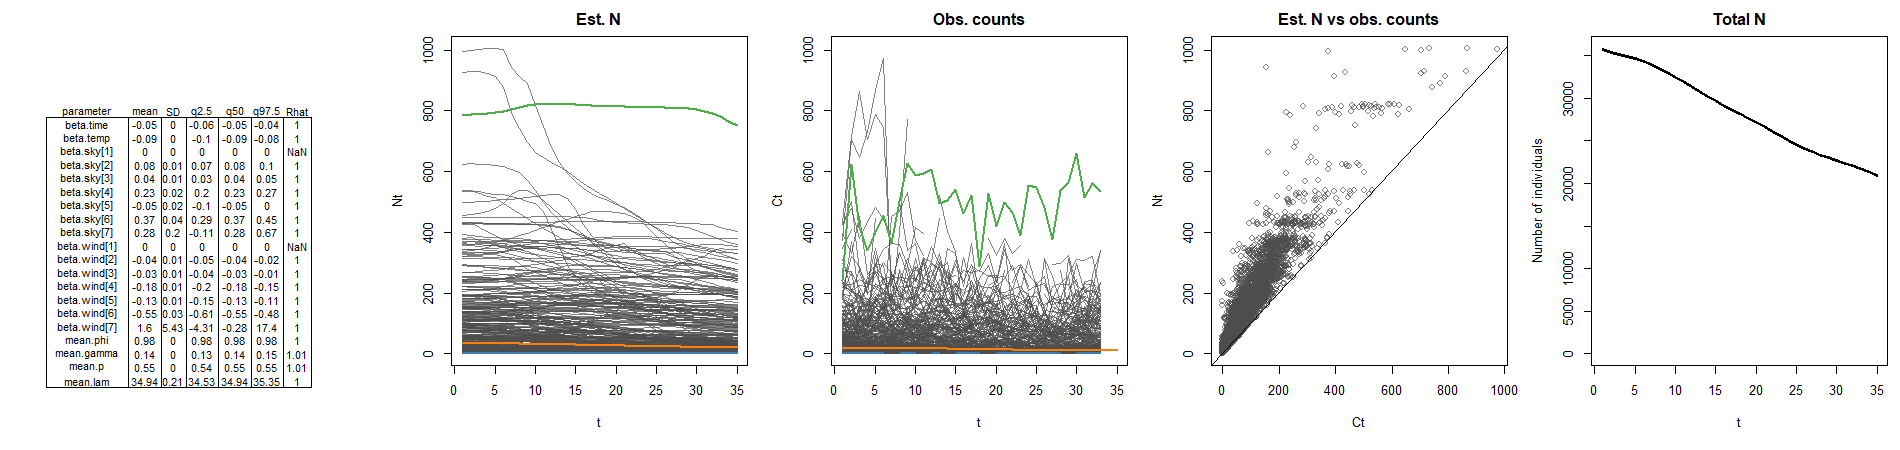 parameter mean SD q2.5 q50 q97.5 Rhat
beta.time -0.05 0 -0.06 -0.05 -0.04 1
beta.temp -0.09 0 -0.1 -0.09 -0.08 1
beta.sky[1] 0 0 0 0 0 NaN
beta.sky[2] 0.08 0.01 0.07 0.08 0.1 1
beta.sky[3] 0.04 0.01 0.03 0.04 0.05 1
beta.sky[4] 0.23 0.02 0.2 0.23 0.27 1
beta.sky[5] -0.05 0.02 -0.1 -0.05 0 1
beta.sky[6] 0.37 0.04 0.29 0.37 0.45 1
beta.sky[7] 0.28 0.2 -0.11 0.28 0.67 1
beta.wind[1] 0 0 0 0 0 NaN
beta.wind[2] -0.04 0.01 -0.05 -0.04 -0.02 1
beta.wind[3] -0.03 0.01 -0.04 -0.03 -0.01 1
beta.wind[4] -0.18 0.01 -0.2 -0.18 -0.15 1
beta.wind[5] -0.13 0.01 -0.15 -0.13 -0.11 1
beta.wind[6] -0.55 0.03 -0.61 -0.55 -0.48 1
beta.wind[7] 1.6 5.43 -4.31 -0.28 17.4 1
mean.phi 0.98 0 0.98 0.98 0.98 1
mean.gamma 0.14 0 0.13 0.14 0.15 1.01
mean.p 0.55 0 0.54 0.55 0.55 1.01
mean.lam 34.94 0.21 34.53 34.94 35.35 1
Est. N
Nt
0 200 400 600 800 1000
0 5 10 15 20 25 30 35
t
Obs. counts
Ct
0 200 400 600 800 1000
0 5 10 15 20 25 30 35
t
Est. N vs obs. counts
Nt
0 200 400 600 800 1000
0 200 400 600 800 1000
Ct
Total N
Number of individuals
0 5000 10000 20000 30000
0 5 10 15 20 25 30 35
t